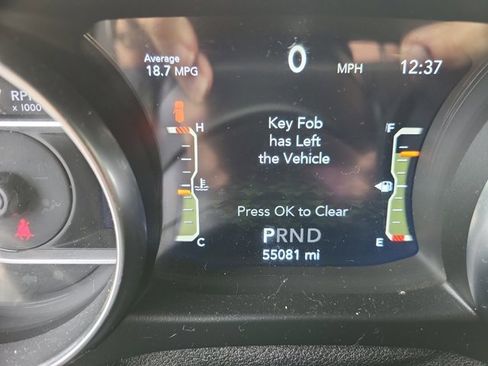 Average
18.7 MPG
0
MPH
12:37
RPM
x 1000
H
/F
Key Fob
has Left
the Vehicle
Press OK to Clear
C
E
PRND
55081 mi